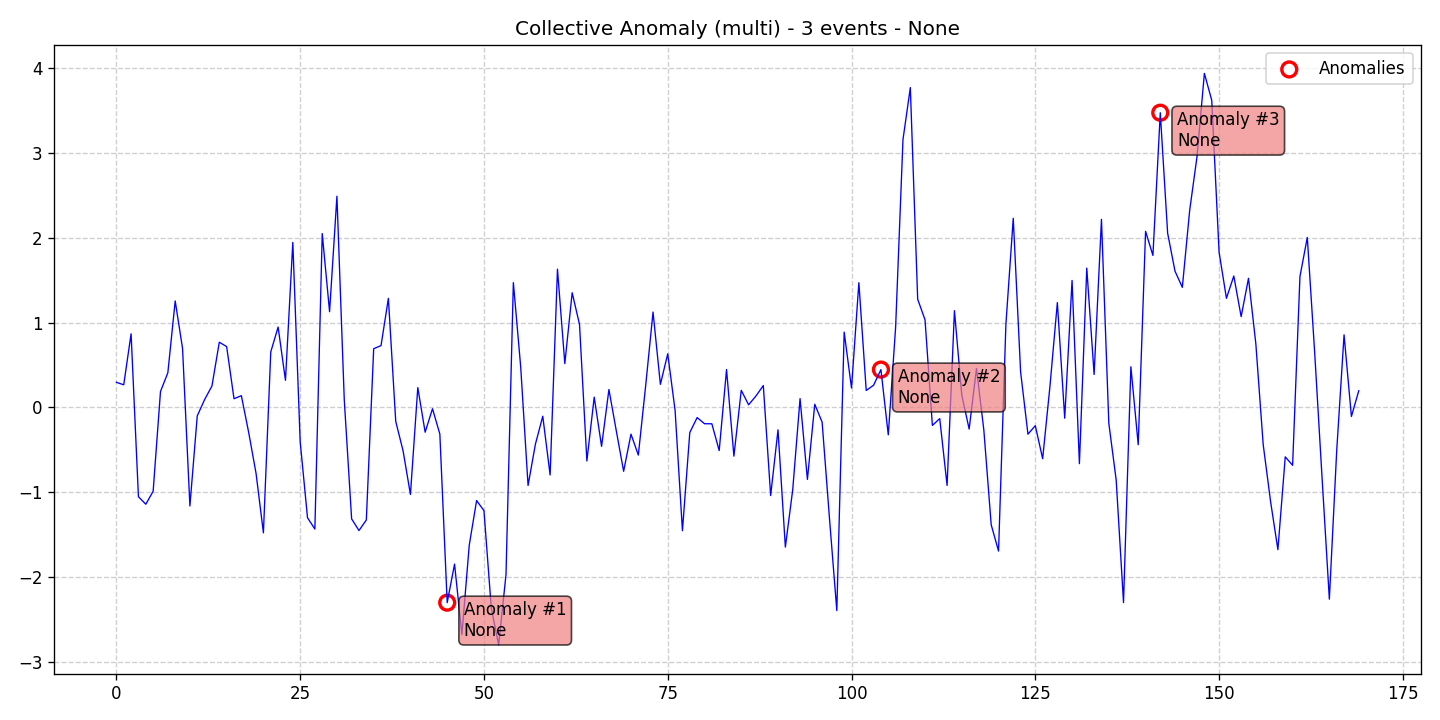 Collective Anomaly (multi) - 3 events - None
4
3
2
1
0
−1
−2
−3
0
25
50
75
100
125
150
175
Anomalies
Anomaly #1
None
Anomaly #2
None
Anomaly #3
None